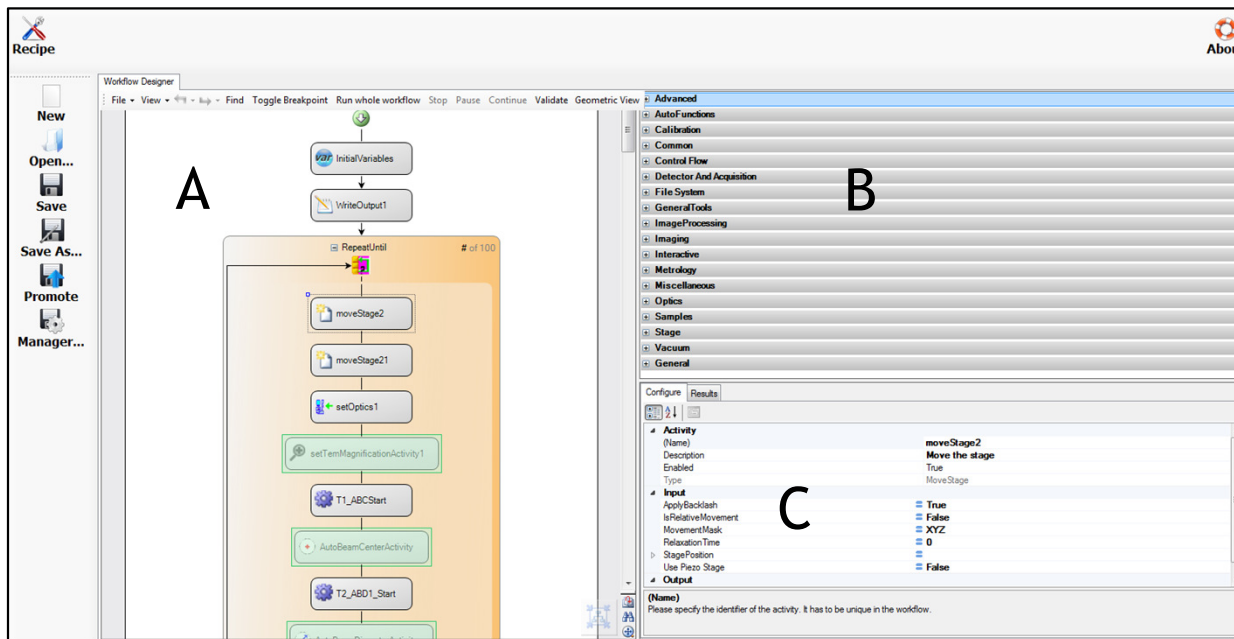 Recipe
Abou
Workflow Designer
File View Find Toggle Breakpoint Run whole workflow Stop Pause Continue Validate Geometric View
New
Open...
Save
Save As...
Promote
Manager...
A
InitialVariables
WriteOutput1
RepeatUntil # of 100
moveStage2
moveStage21
setOptics1
setTemMagnificationActivity1
T1_ABCStart
AutoBeamCenterActivity
T2_ABD1_Start
Advanced
AutoFunctions
Calibration
Common
Control Flow
Detector And Acquisition
File System
GeneralTools
ImageProcessing
Imaging
Interactive
Metrology
Miscellaneous
Optics
Samples
Stage
Vacuum
General
B
Configure Results
Activity
(Name) moveStage2
Description Move the stage
Enabled True
Type MoveStage
Input
ApplyBacklash = True
IsRelativeMovement = False
MovementMask = XYZ
RelaxationTime = 0
StagePosition =
Use Piezo Stage = False
Output
C
(Name)
Please specify the identifier of the activity. It has to be unique in the workflow.